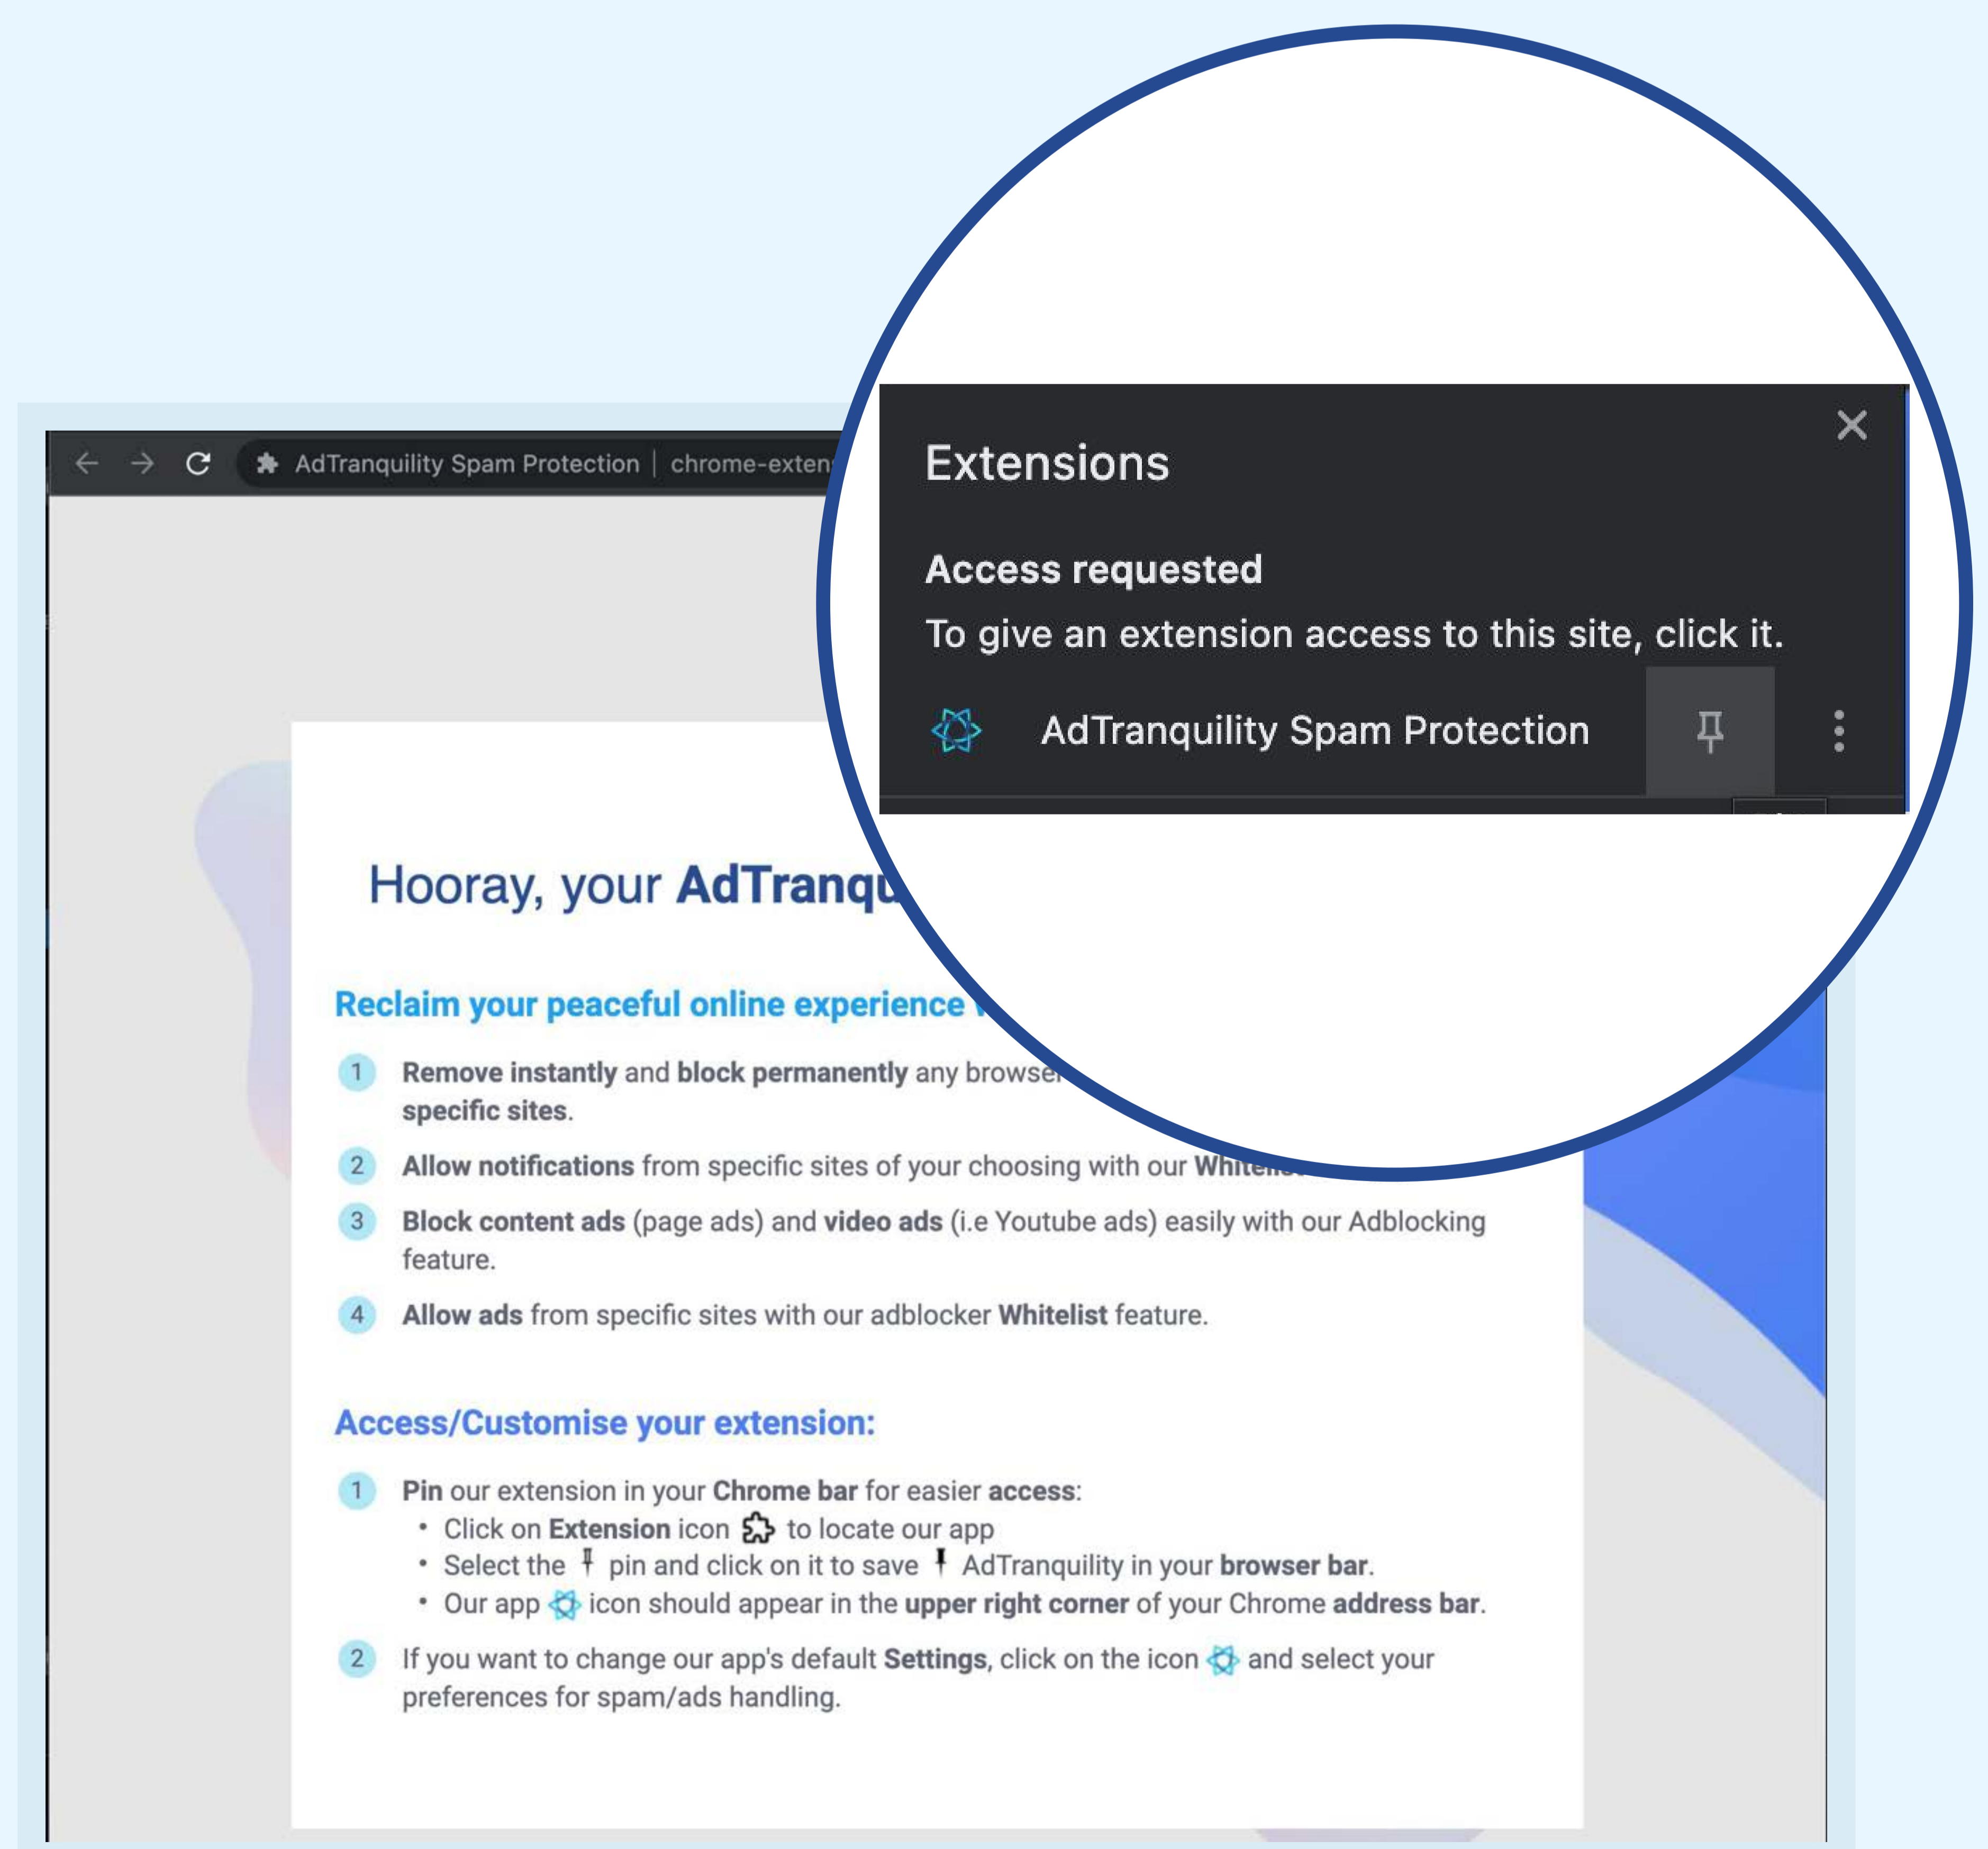 Extensions
Access requested
To give an extension access to this site, click it.
AdTranquility Spam Protection
AdTranquility Spam Protection | chrome-exten
Hooray, your AdTranqu
Reclaim your peaceful online experience
1 Remove instantly and block permanently any browser
specific sites.
2 Allow notifications from specific sites of your choosing with our Whitelist
3 Block content ads (page ads) and video ads (i.e Youtube ads) easily with our Adblocking
feature.
4 Allow ads from specific sites with our adblocker Whitelist feature.
Access/Customise your extension:
1 Pin our extension in your Chrome bar for easier access:
• Click on Extension icon to locate our app
• Select the pin and click on it to save AdTranquility in your browser bar.
• Our app icon should appear in the upper right corner of your Chrome address bar.
2 If you want to change our app's default Settings, click on the icon and select your
preferences for spam/ads handling.